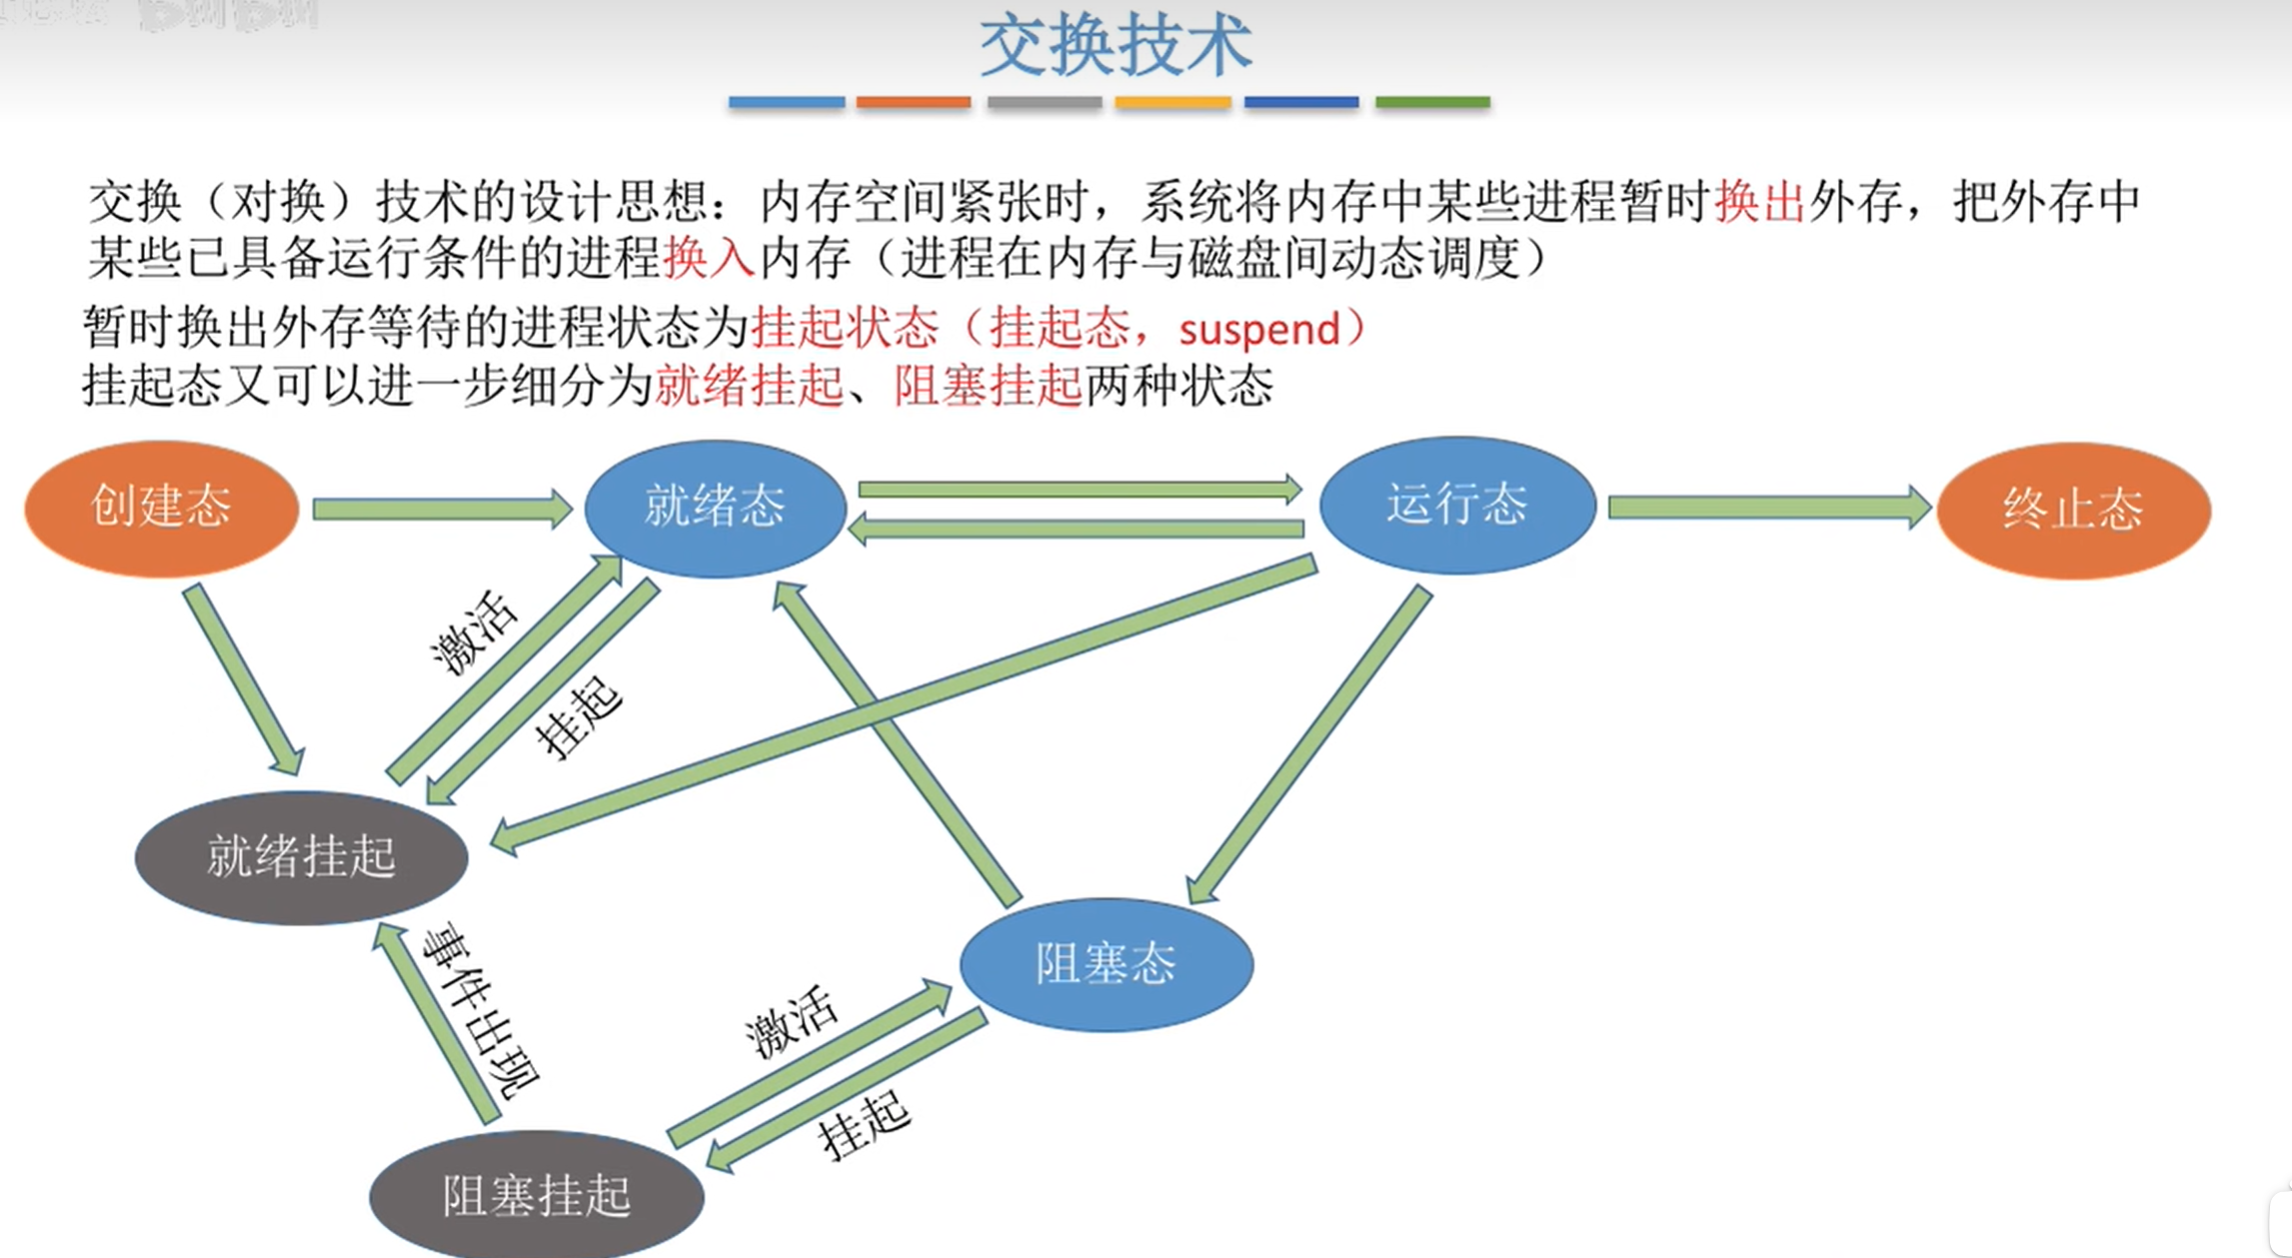 交换技术
交换（对换）技术的设计思想：内存空间紧张时，系统将内存中某些进程暂时换出外存，把外存中
某些已具备运行条件的进程换入内存（进程在内存与磁盘间动态调度）
暂时换出外存等待的进程状态为挂起状态（挂起态，suspend）
挂起态又可以进一步细分为就绪挂起、阻塞挂起两种状态
创建态
就绪态
运行态
终止态
激活
挂起
就绪挂起
事件出现
阻塞态
激活
挂起
阻塞挂起